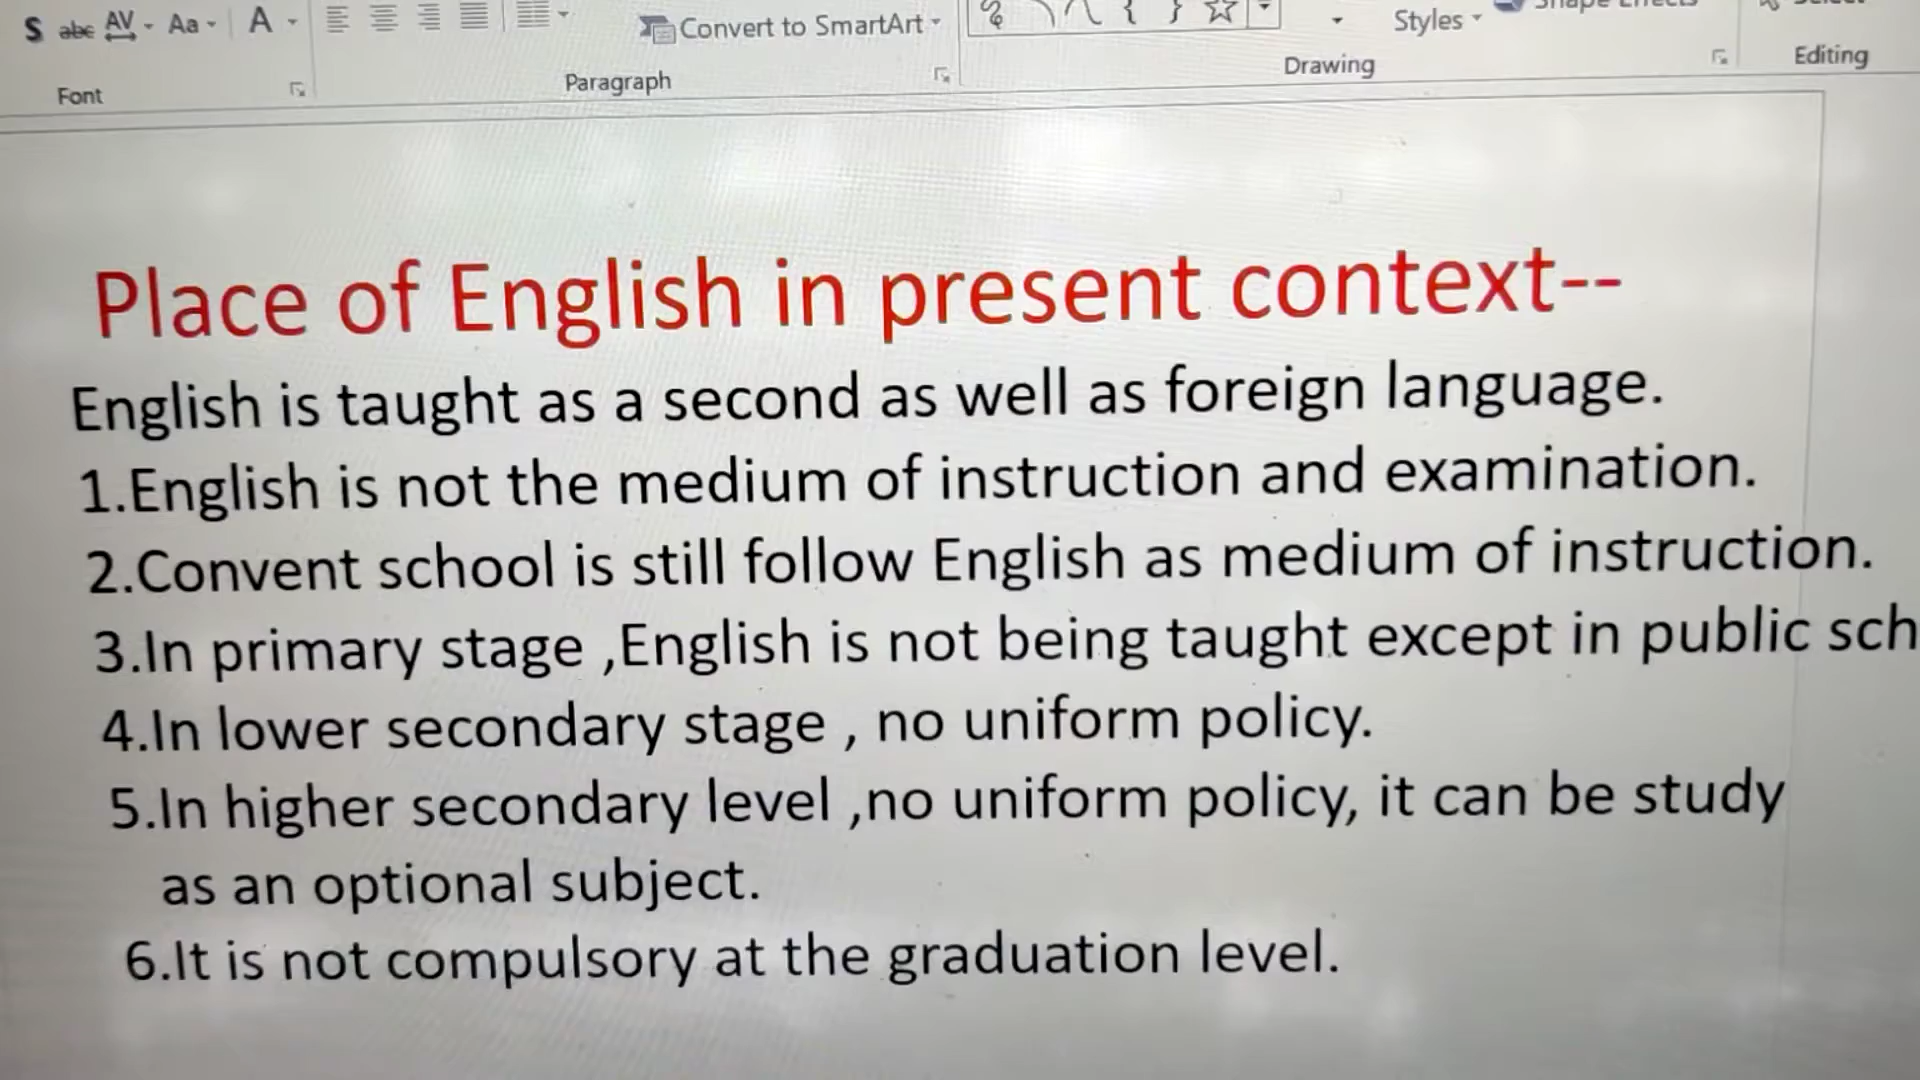 S abc AV Aa A
Convert to SmartArt
Styles
Font
Paragraph
Drawing
Editing
Place of English in present context--
English is taught as a second as well as foreign language.
1.English is not the medium of instruction and examination.
2.Convent school is still follow English as medium of instruction.
3.In primary stage ,English is not being taught except in public sch
4.In lower secondary stage , no uniform policy.
5.In higher secondary level ,no uniform policy, it can be study
as an optional subject.
6.It is not compulsory at the graduation level.